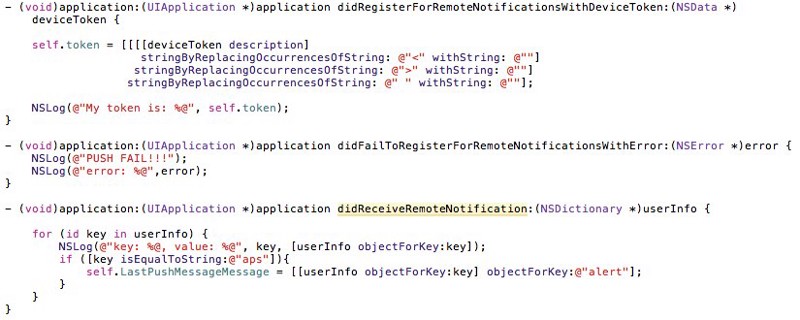 - (void)application:(UIApplication *)application didRegisterForRemoteNotificationsWithDeviceToken:(NSData *)
deviceToken {
self.token = [[[[deviceToken description]
stringByReplacingOccurrencesOfString: @"<" withString: @""]
stringByReplacingOccurrencesOfString: @">" withString: @""]
stringByReplacingOccurrencesOfString: @" " withString: @""];
NSLog(@"My token is: %@", self.token);
}
- (void)application:(UIApplication *)application didFailToRegisterForRemoteNotificationsWithError:(NSError *)error {
NSLog(@"PUSH FAIL!!!");
NSLog(@"error: %@",error);
}
- (void)application:(UIApplication *)application didReceiveRemoteNotification:(NSDictionary *)userInfo {
for (id key in userInfo) {
NSLog(@"key: %@, value: %@", key, [userInfo objectForKey:key]);
if ([key isEqualToString:@"aps"]){
self.LastPushMessageMessage = [[userInfo objectForKey:key] objectForKey:@"alert"];
}
}
}